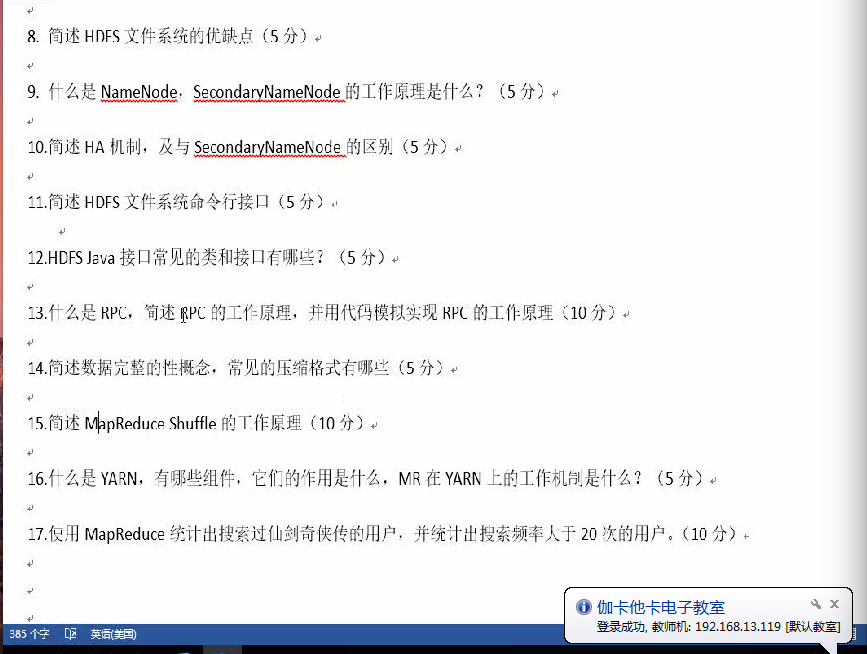 8. 简述 HDFS 文件系统的优缺点（5 分）
9. 什么是 NameNode，SecondaryNameNode 的工作原理是什么？（5 分）
10.简述 HA 机制，及与 SecondaryNameNode 的区别（5 分）
11.简述 HDFS 文件系统命令行接口（5 分）
12.HDFS Java 接口常见的类和接口有哪些？（5 分）
13.什么是 RPC，简述 RPC 的工作原理，并用代码模拟实现 RPC 的工作原理（10 分）
14.简述数据完整的性概念，常见的压缩格式有哪些（5 分）
15.简述 MapReduce Shuffle 的工作原理（10 分）
16.什么是 YARN，有哪些组件，它们的作用是什么，MR 在 YARN 上的工作机制是什么？（5 分）
17.使用 MapReduce 统计出搜索过仙剑奇侠传的用户，并统计出搜索频率大于 20 次的用户。（10 分）
伽卡他卡电子教室
登录成功, 教师机: 192.168.13.119 [默认教室]
385 个字 英语(美国)